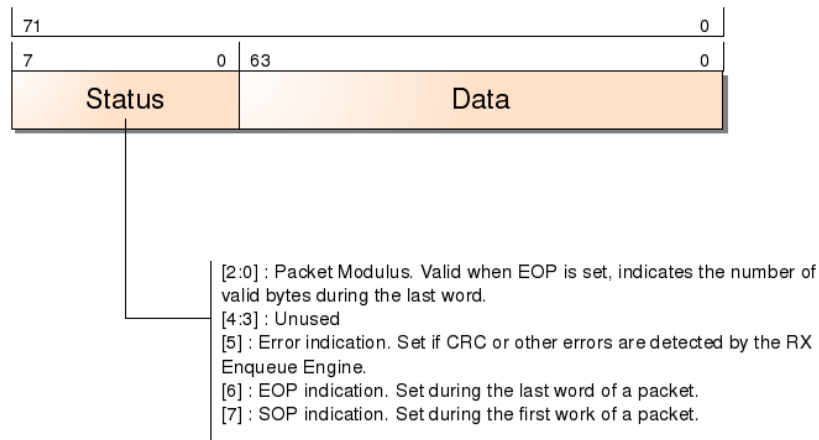 71 0
7 0 63 0
Status Data
[2:0] : Packet Modulus. Valid when EOP is set, indicates the number of
valid bytes during the last word.
[4:3] : Unused
[5] : Error indication. Set if CRC or other errors are detected by the RX
Enqueue Engine.
[6] : EOP indication. Set during the last word of a packet.
[7] : SOP indication. Set during the first work of a packet.